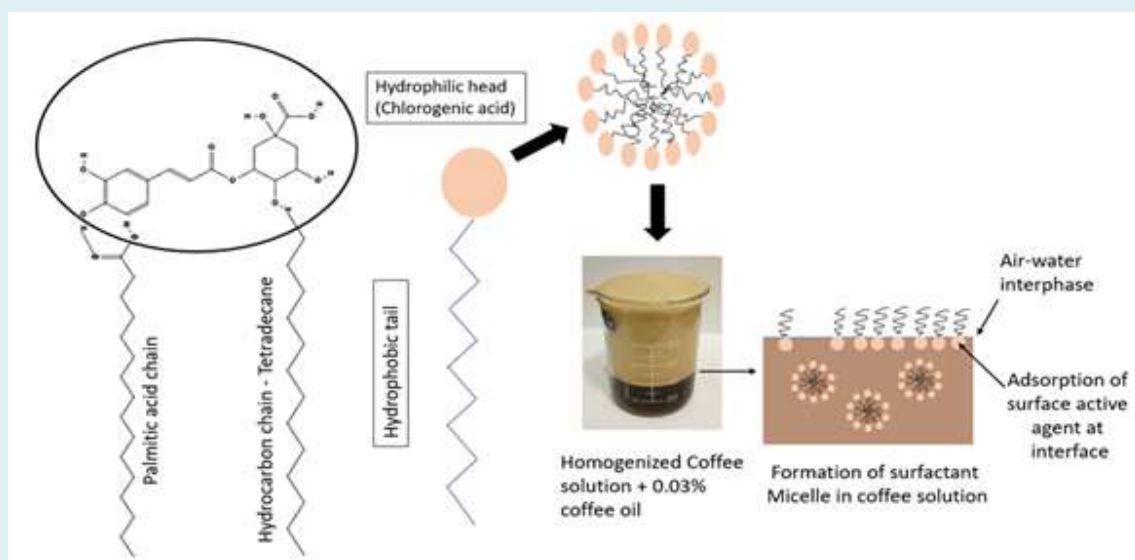 Hydrophilic head
(Chlorogenic acid)
Palmitic acid chain
Hydrocarbon chain - Tetradecane
Hydrophobic tail
Air-water
interphase
Adsorption of
surface active
agent at
interface
Homogenized Coffee
solution + 0.03%
coffee oil
Formation of surfactant
Micelle in coffee solution